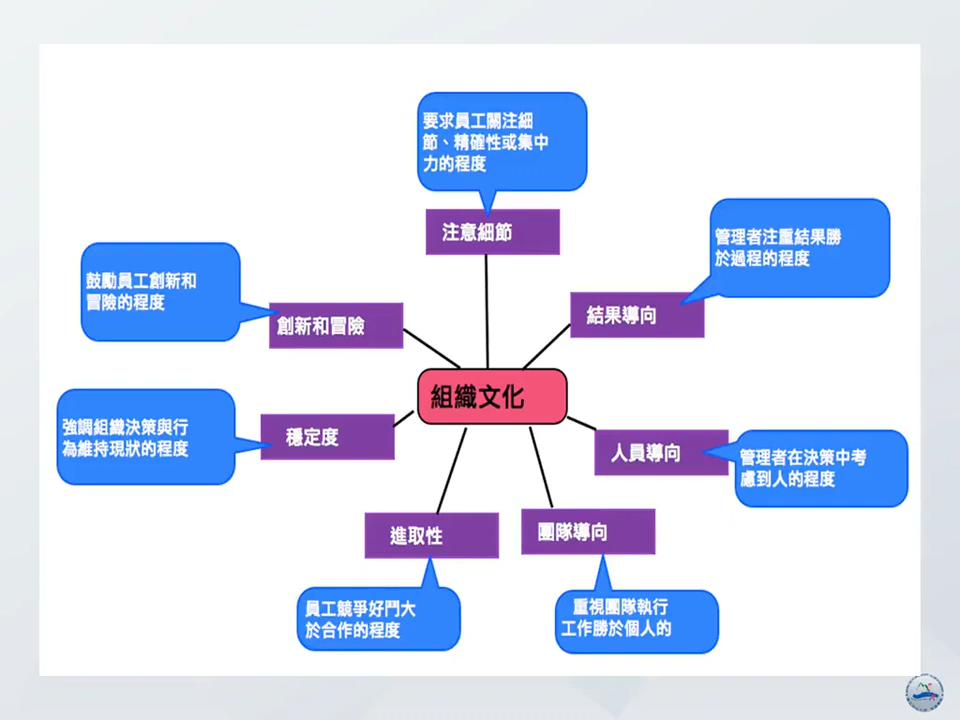 要求員工關注細
節、精確性或集中
力的程度
注意細節
管理者注重結果勝
於過程的程度
結果導向
鼓勵員工創新和
冒險的程度
創新和冒險
組織文化
強調組織決策與行
為維持現狀的程度
穩定度
人員導向
管理者在決策中考
慮到人的程度
進取性
團隊導向
員工競爭好鬥大
於合作的程度
重視團隊執行
工作勝於個人的